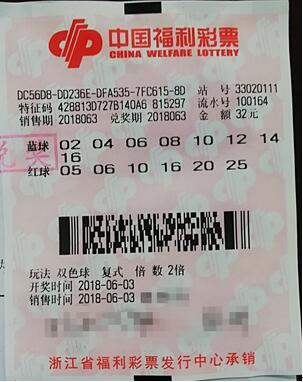 中国福利彩票
CHINA WELFARE LOTTERY
DC56D8-DD236E-DFA535-7FC615-8D 站 号 33020111
特征码 428813D727B140A6 815297 流水号 100164
销售期 2018063 兑奖期 2018063 金 额 32元
蓝球 02 04 06 08 10 12 14
16
红球 05 06 10 16 20 25
兑奖
玩法 双色球 复式 倍 数 2倍
开奖时间 2018-06-03
销售时间 2018-06-03
浙江省福利彩票发行中心承销